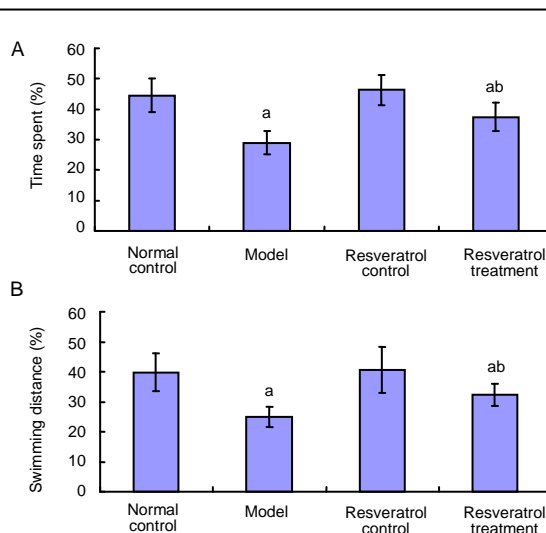 A
Time spent (%)
60
50
40
30
20
10
0
a
ab
Normal control
Model
Resveratrol control
Resveratrol treatment
B
Swimming distance (%)
50
40
30
20
10
0
a
ab
Normal control
Model
Resveratrol control
Resveratrol treatment